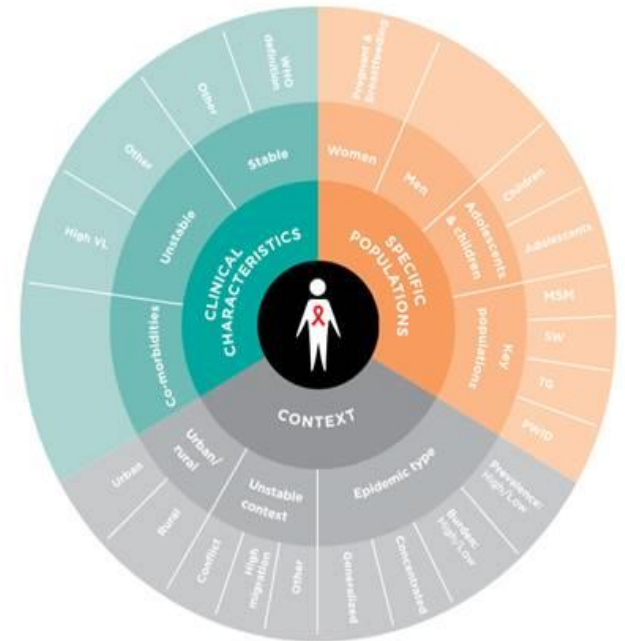 CLINICAL
CHARACTERISTICS
Stable
WHO
definition
Other
Unstable
Other
High VL
Co-morbidities
SPECIFIC
POPULATIONS
Women
Pregnant &
Breastfeeding
Men
Adolescents
& children
Children
Adolescents
Key
populations
MSM
SW
TG
PWID
CONTEXT
Epidemic type
Prevalence:
High/Low
Burden:
High/Low
Concentrated
Generalized
Unstable
context
Other
High
migration
Conflict
Urban/
rural
Rural
Urban